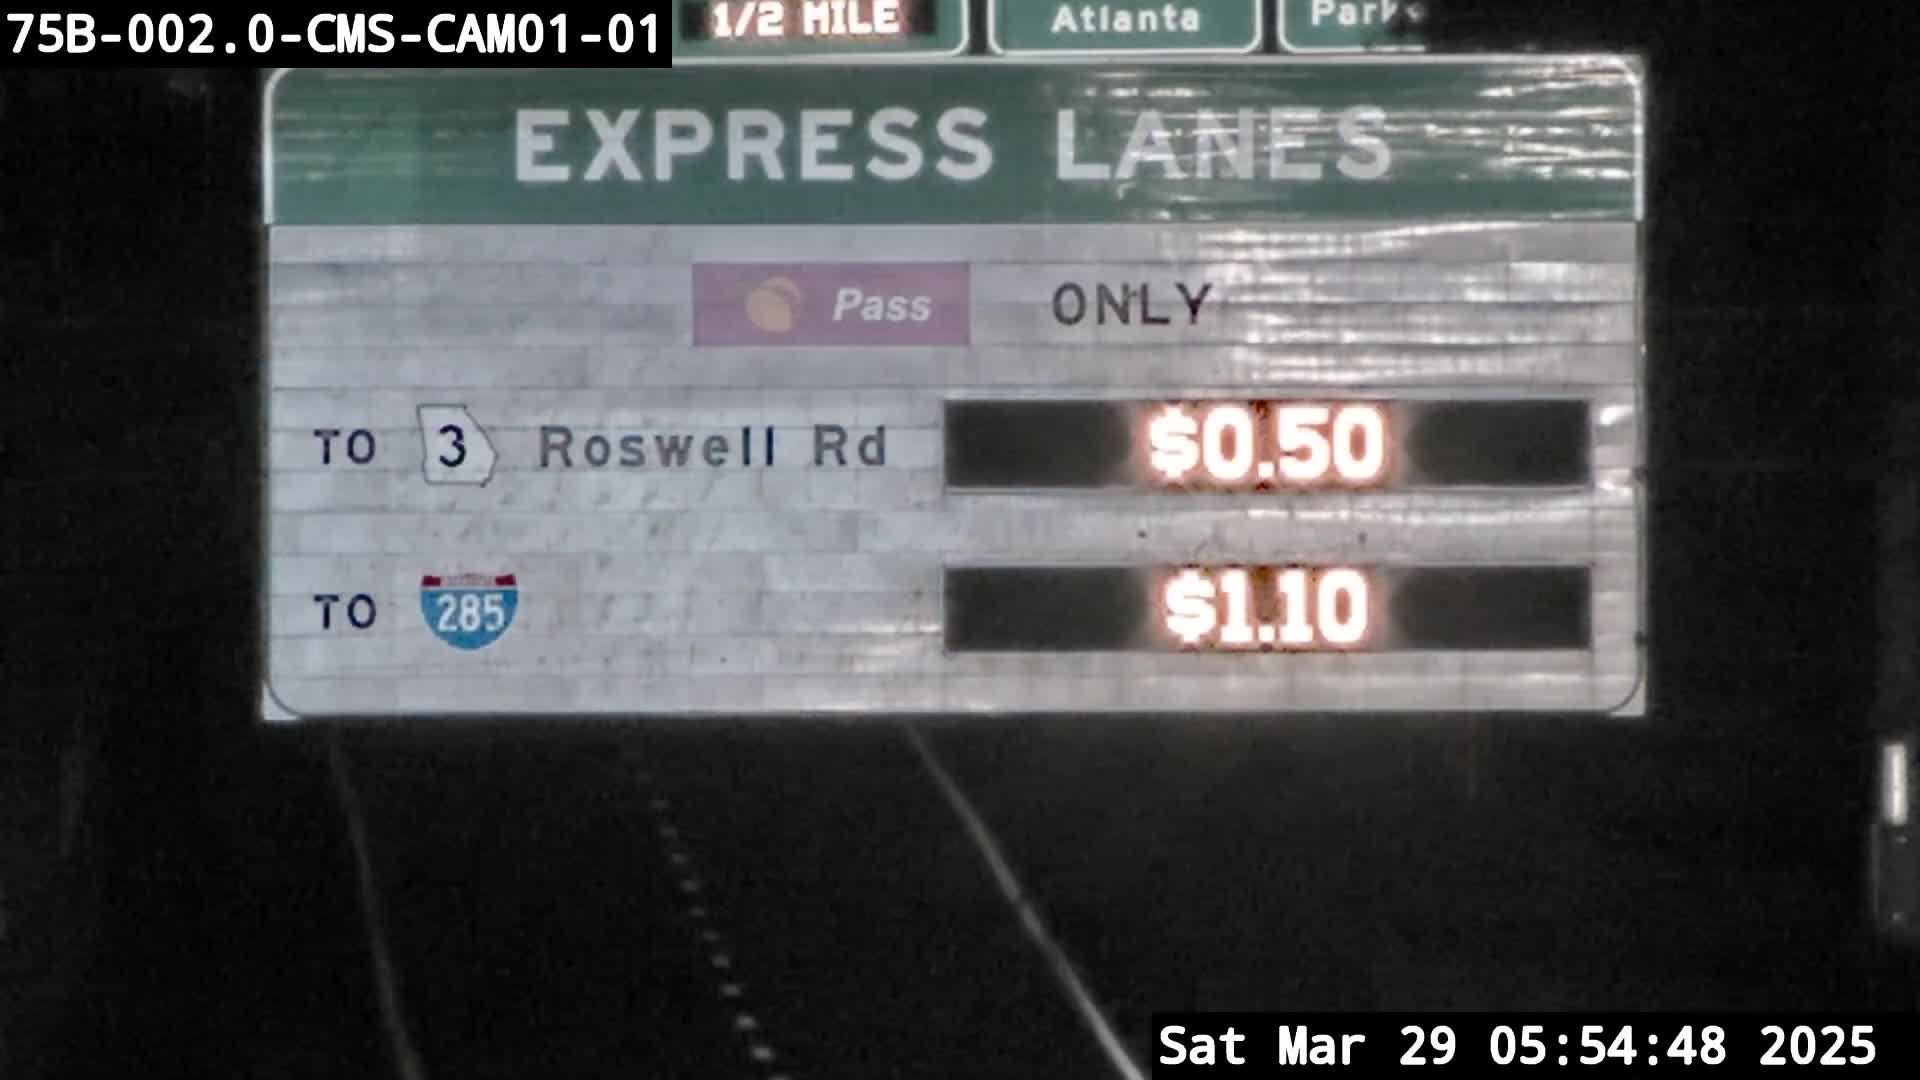 75B-002.0-CMS-CAM01-01
1/2 MILE
Atlanta
EXPRESS LANES
Pass ONLY
TO 3 Roswell Rd $0.50
TO 285 $1.10
Sat Mar 29 05:54:48 2025